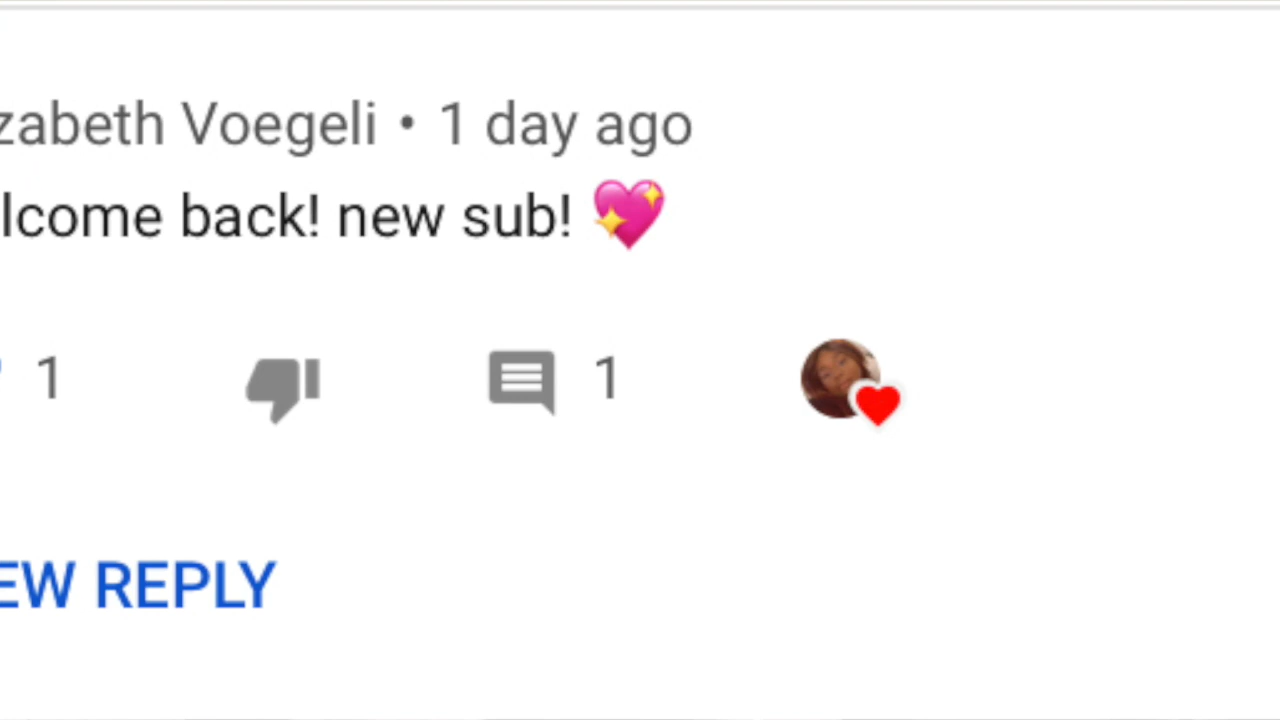 zabeth Voegeli • 1 day ago
lcome back! new sub! 💖
1 1
EW REPLY